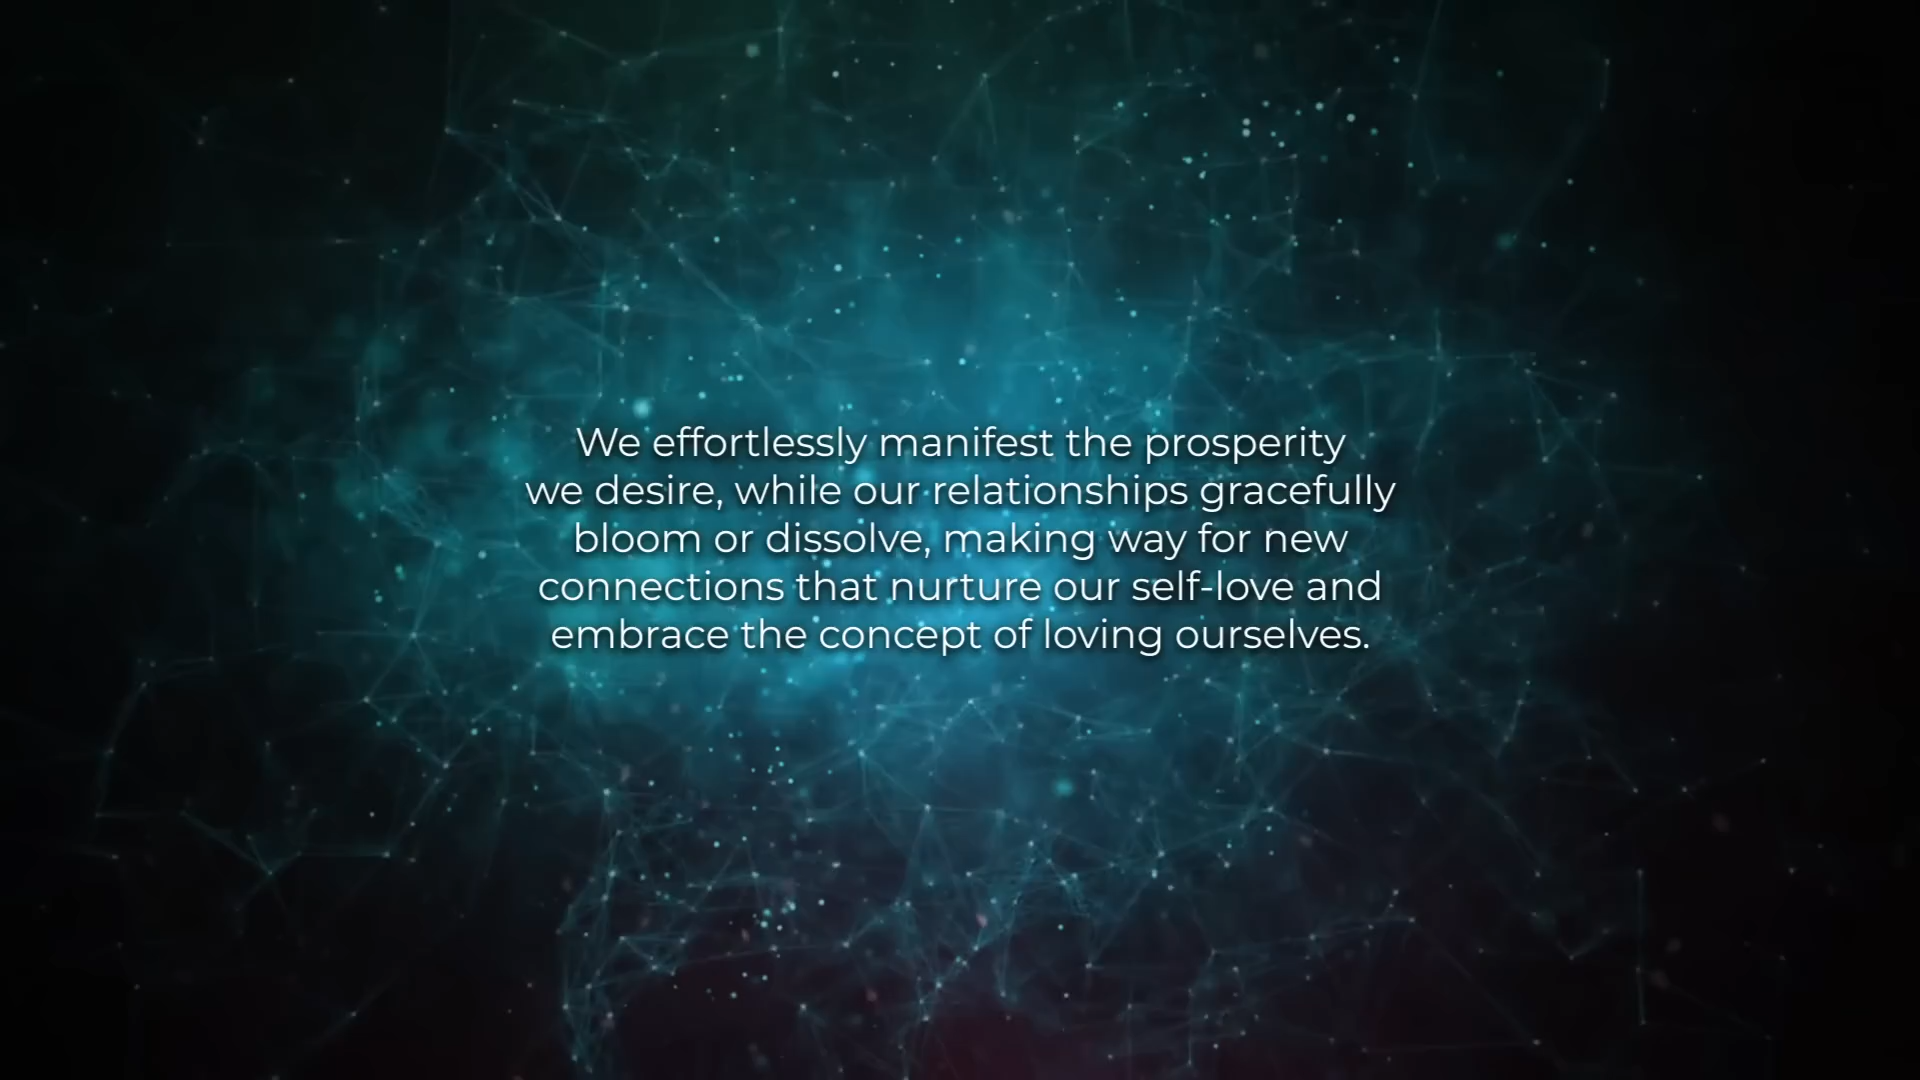 We effortlessly manifest the prosperity
we desire, while our relationships gracefully
bloom or dissolve, making way for new
connections that nurture our self-love and
embrace the concept of loving ourselves.